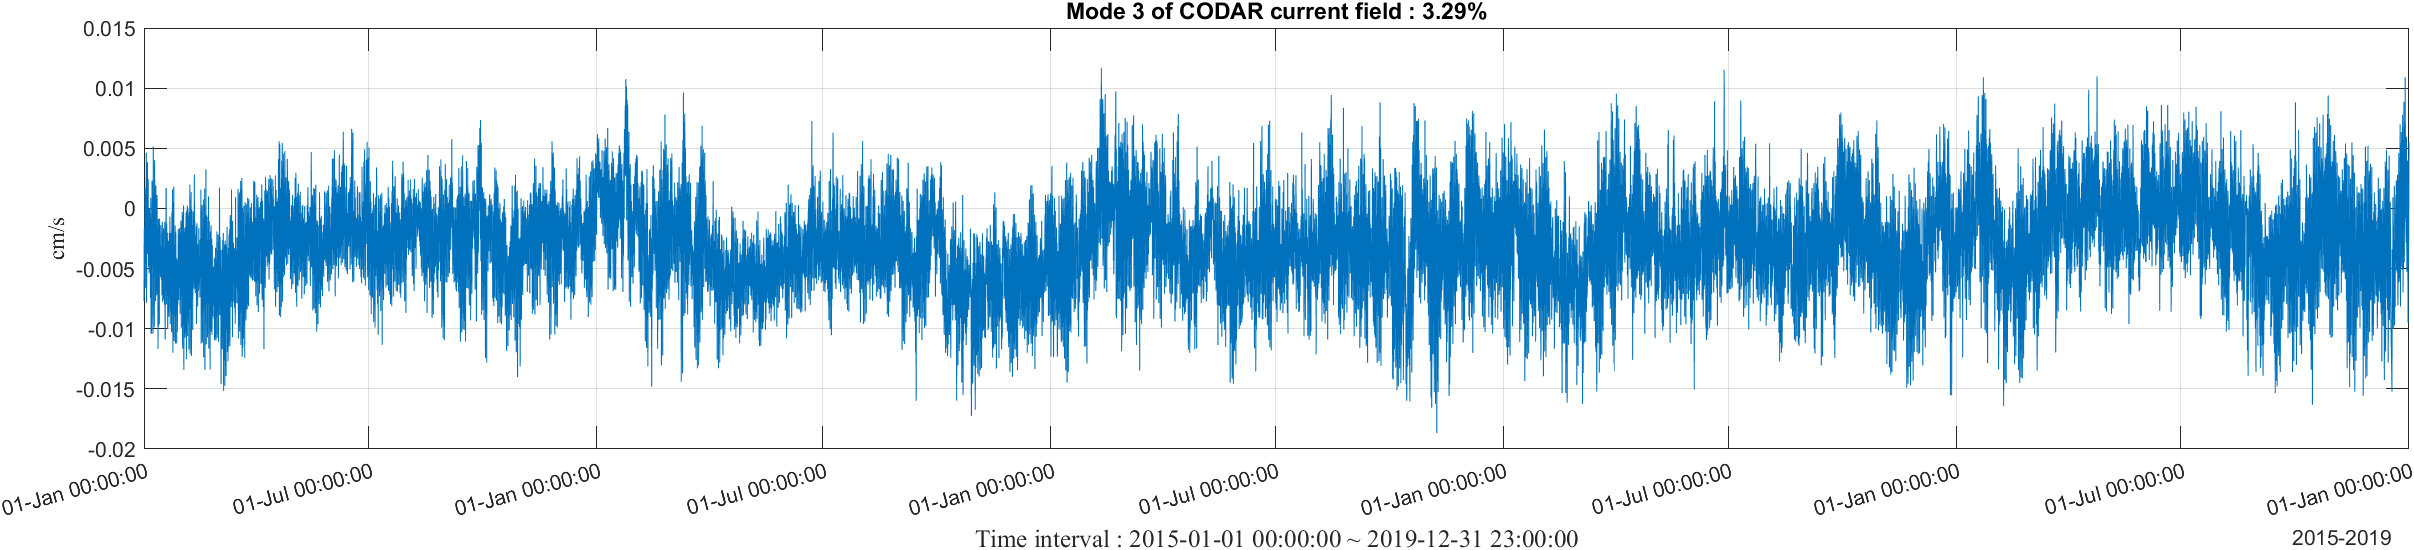 Mode 3 of CODAR current field : 3.29%
0.015
0.01
0.005
0
-0.005
-0.01
-0.015
-0.02
cm/s
01-Jan 00:00:00
01-Jul 00:00:00
01-Jan 00:00:00
01-Jul 00:00:00
01-Jan 00:00:00
01-Jul 00:00:00
01-Jan 00:00:00
01-Jul 00:00:00
01-Jan 00:00:00
01-Jul 00:00:00
01-Jan 00:00:00
Time interval : 2015-01-01 00:00:00 ~ 2019-12-31 23:00:00
2015-2019